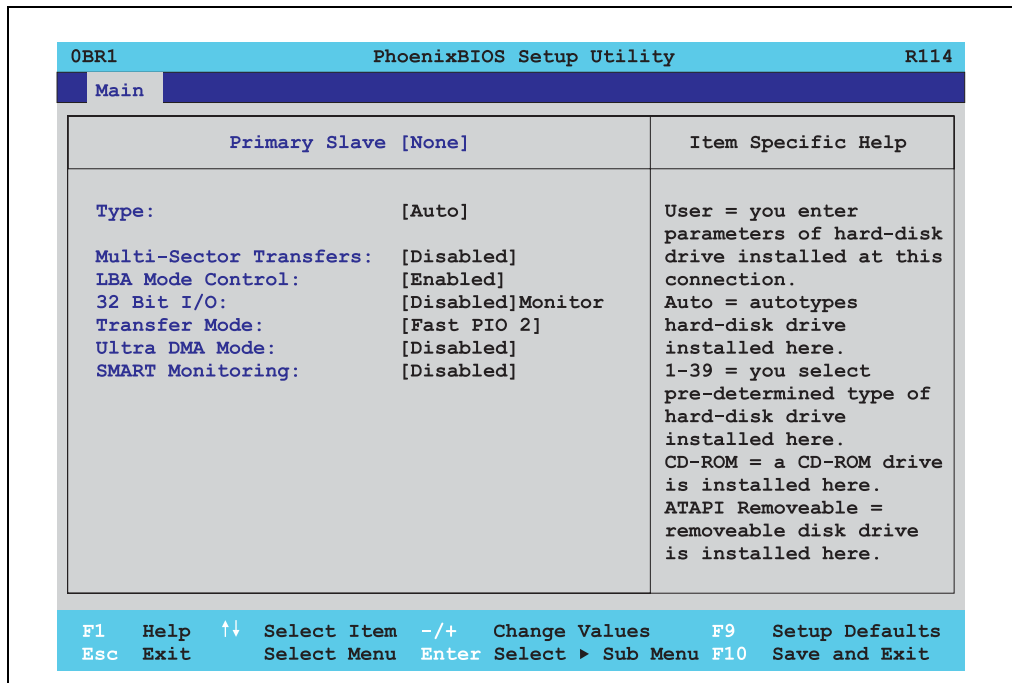 0BR1 PhoenixBIOS Setup Utility R114
Main
Primary Slave [None]
Type: [Auto]
Multi-Sector Transfers: [Disabled]
LBA Mode Control: [Enabled]
32 Bit I/O: [Disabled]Monitor
Transfer Mode: [Fast PIO 2]
Ultra DMA Mode: [Disabled]
SMART Monitoring: [Disabled]
Item Specific Help
User = you enter
parameters of hard-disk
drive installed at this
connection.
Auto = autotypes
hard-disk drive
installed here.
1-39 = you select
pre-determined type of
hard-disk drive
installed here.
CD-ROM = a CD-ROM drive
is installed here.
ATAPI Removeable =
removeable disk drive
is installed here.
F1 Help ↑↓ Select Item -/+ Change Values F9 Setup Defaults
Esc Exit Select Menu Enter Select ▶ Sub Menu F10 Save and Exit